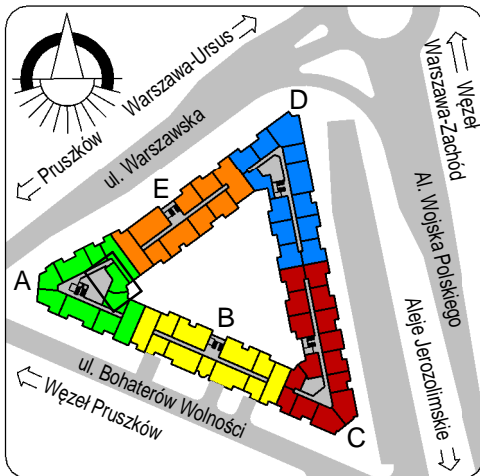 Warszawa-Ursus
Pruszków
ul. Warszawska
Węzeł
Warszawa-Zachód
D
E
Al. Wojska Polskiego
A
B
Aleje Jerozolimskie
ul. Bohaterów Wolności
Węzeł Pruszków
C